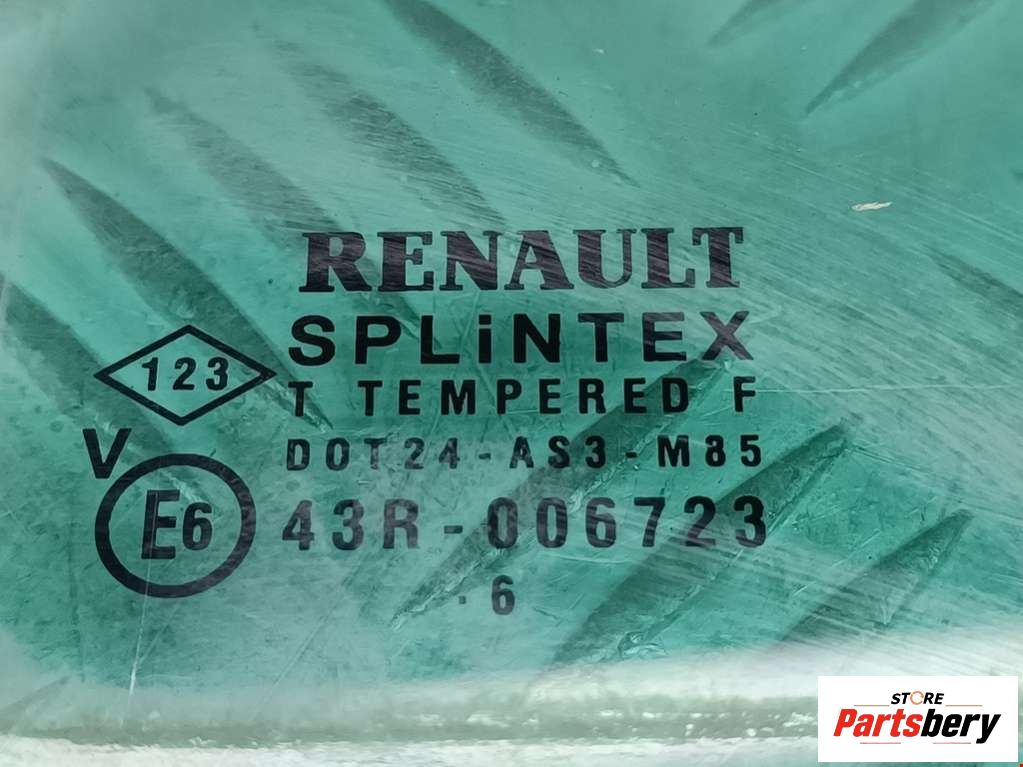 RENAULT
SPLiNTEX
123
T TEMPERED F
V
DOT24-AS3-M85
E6
43R-006723
.6
STORE
Partsbery